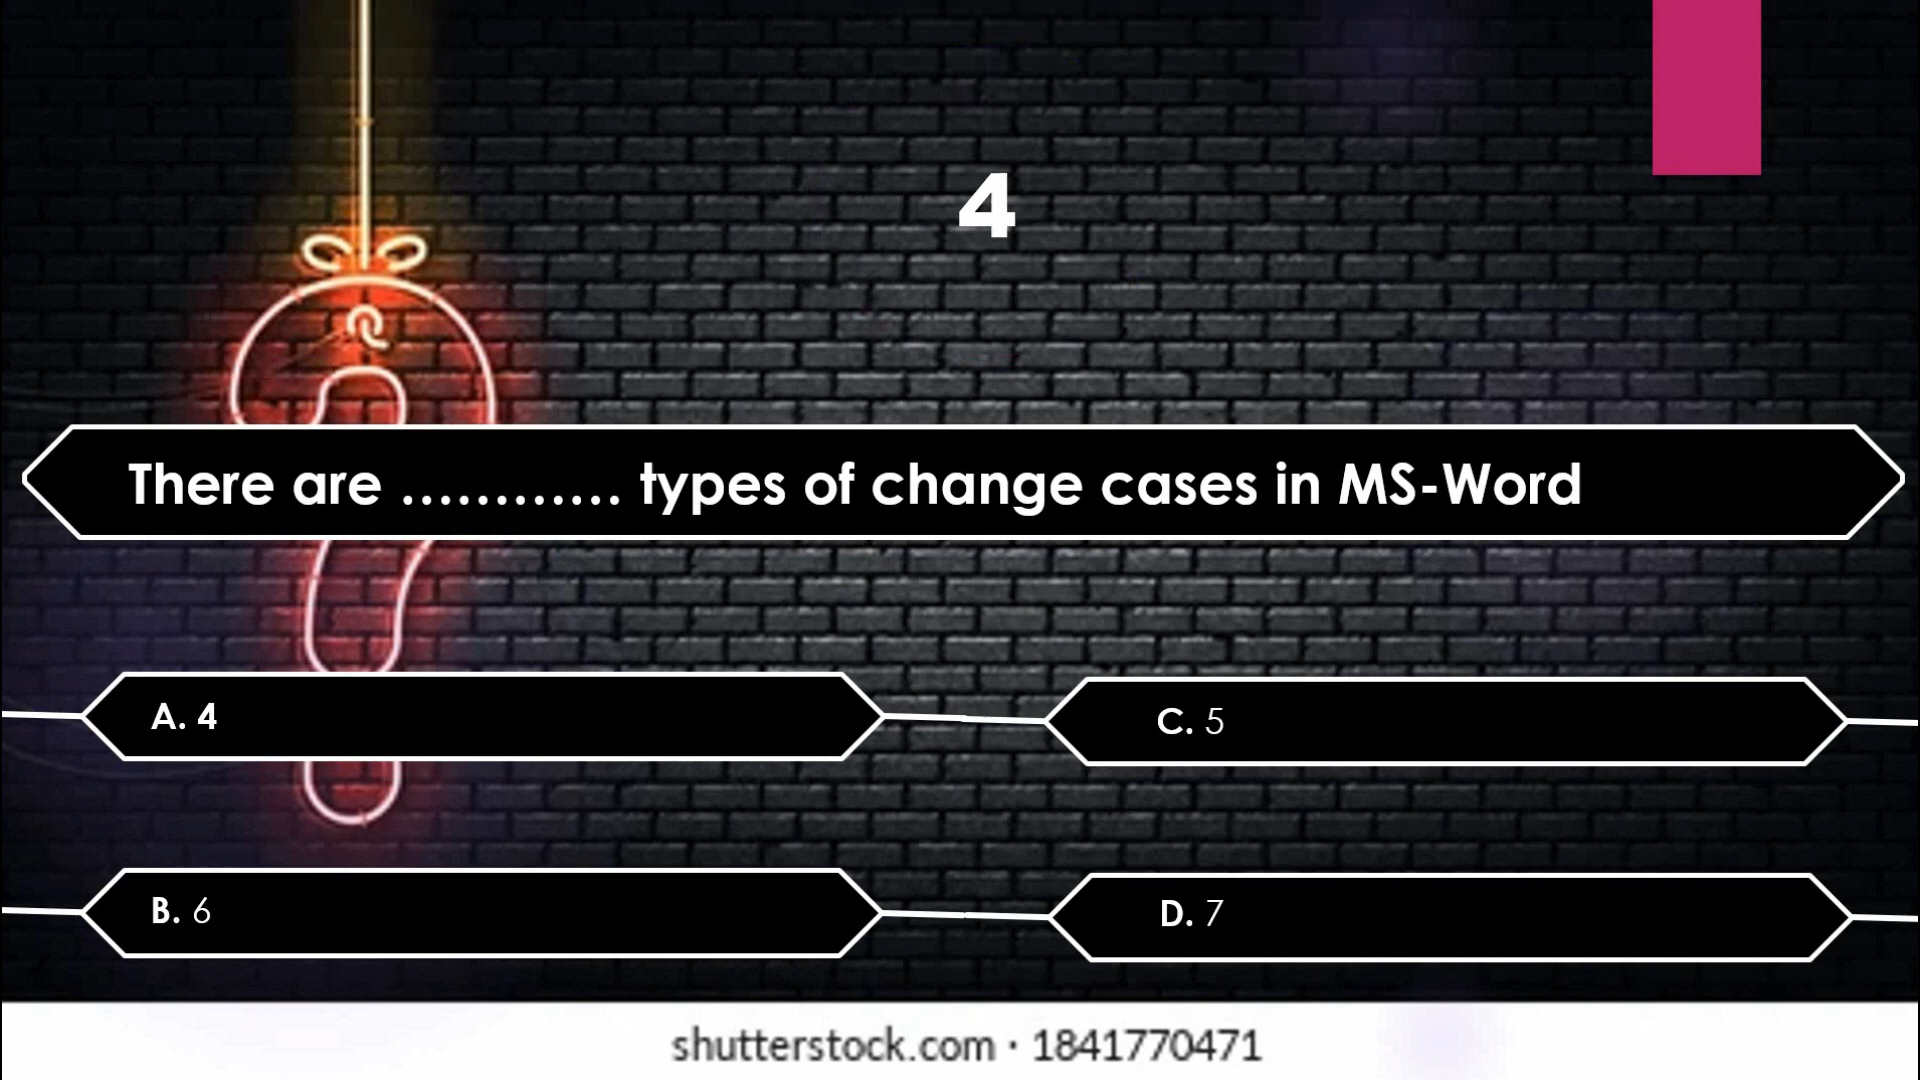 4
There are ………… types of change cases in MS-Word
A. 4
C. 5
B. 6
D. 7
shutterstock.com · 1841770471